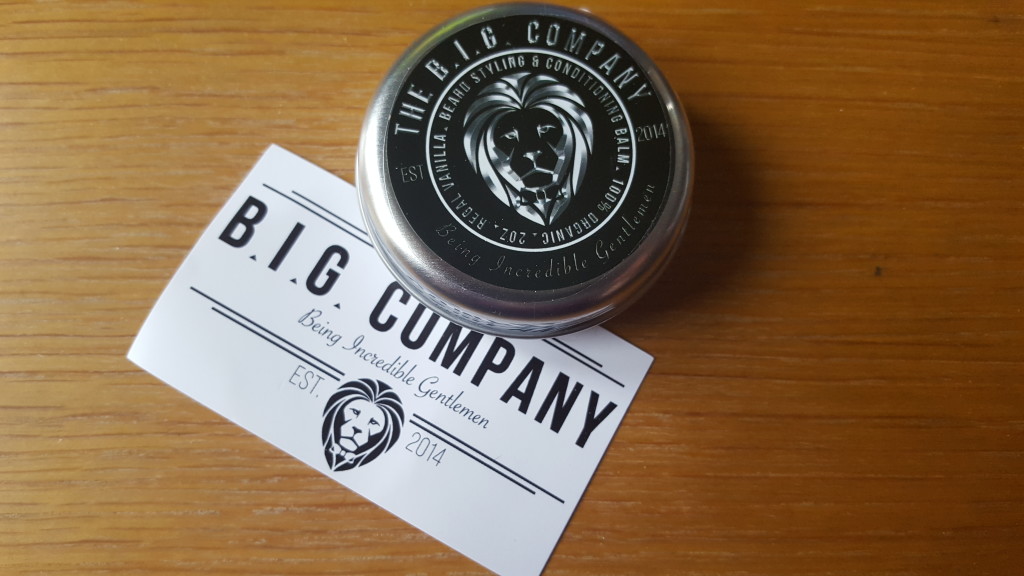 THE B.I.G. COMPANY
REGAL VANILLA . BEARD STYLING & CONDITIONING BALM . 100% ORGANIC . 2OZ .
EST.
2014
Being Incredible Gentlemen
B.I.G. COMPANY
Being Incredible Gentlemen
EST.
2014